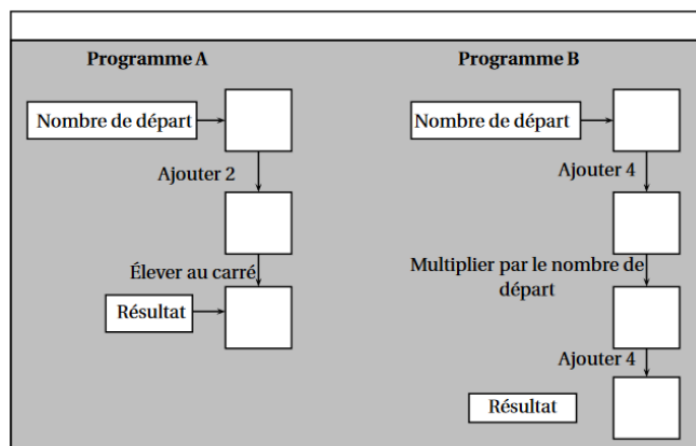 Programme A
Nombre de départ
Ajouter 2
Élever au carré
Résultat
Programme B
Nombre de départ
Ajouter 4
Multiplier par le nombre de
départ
Ajouter 4
Résultat